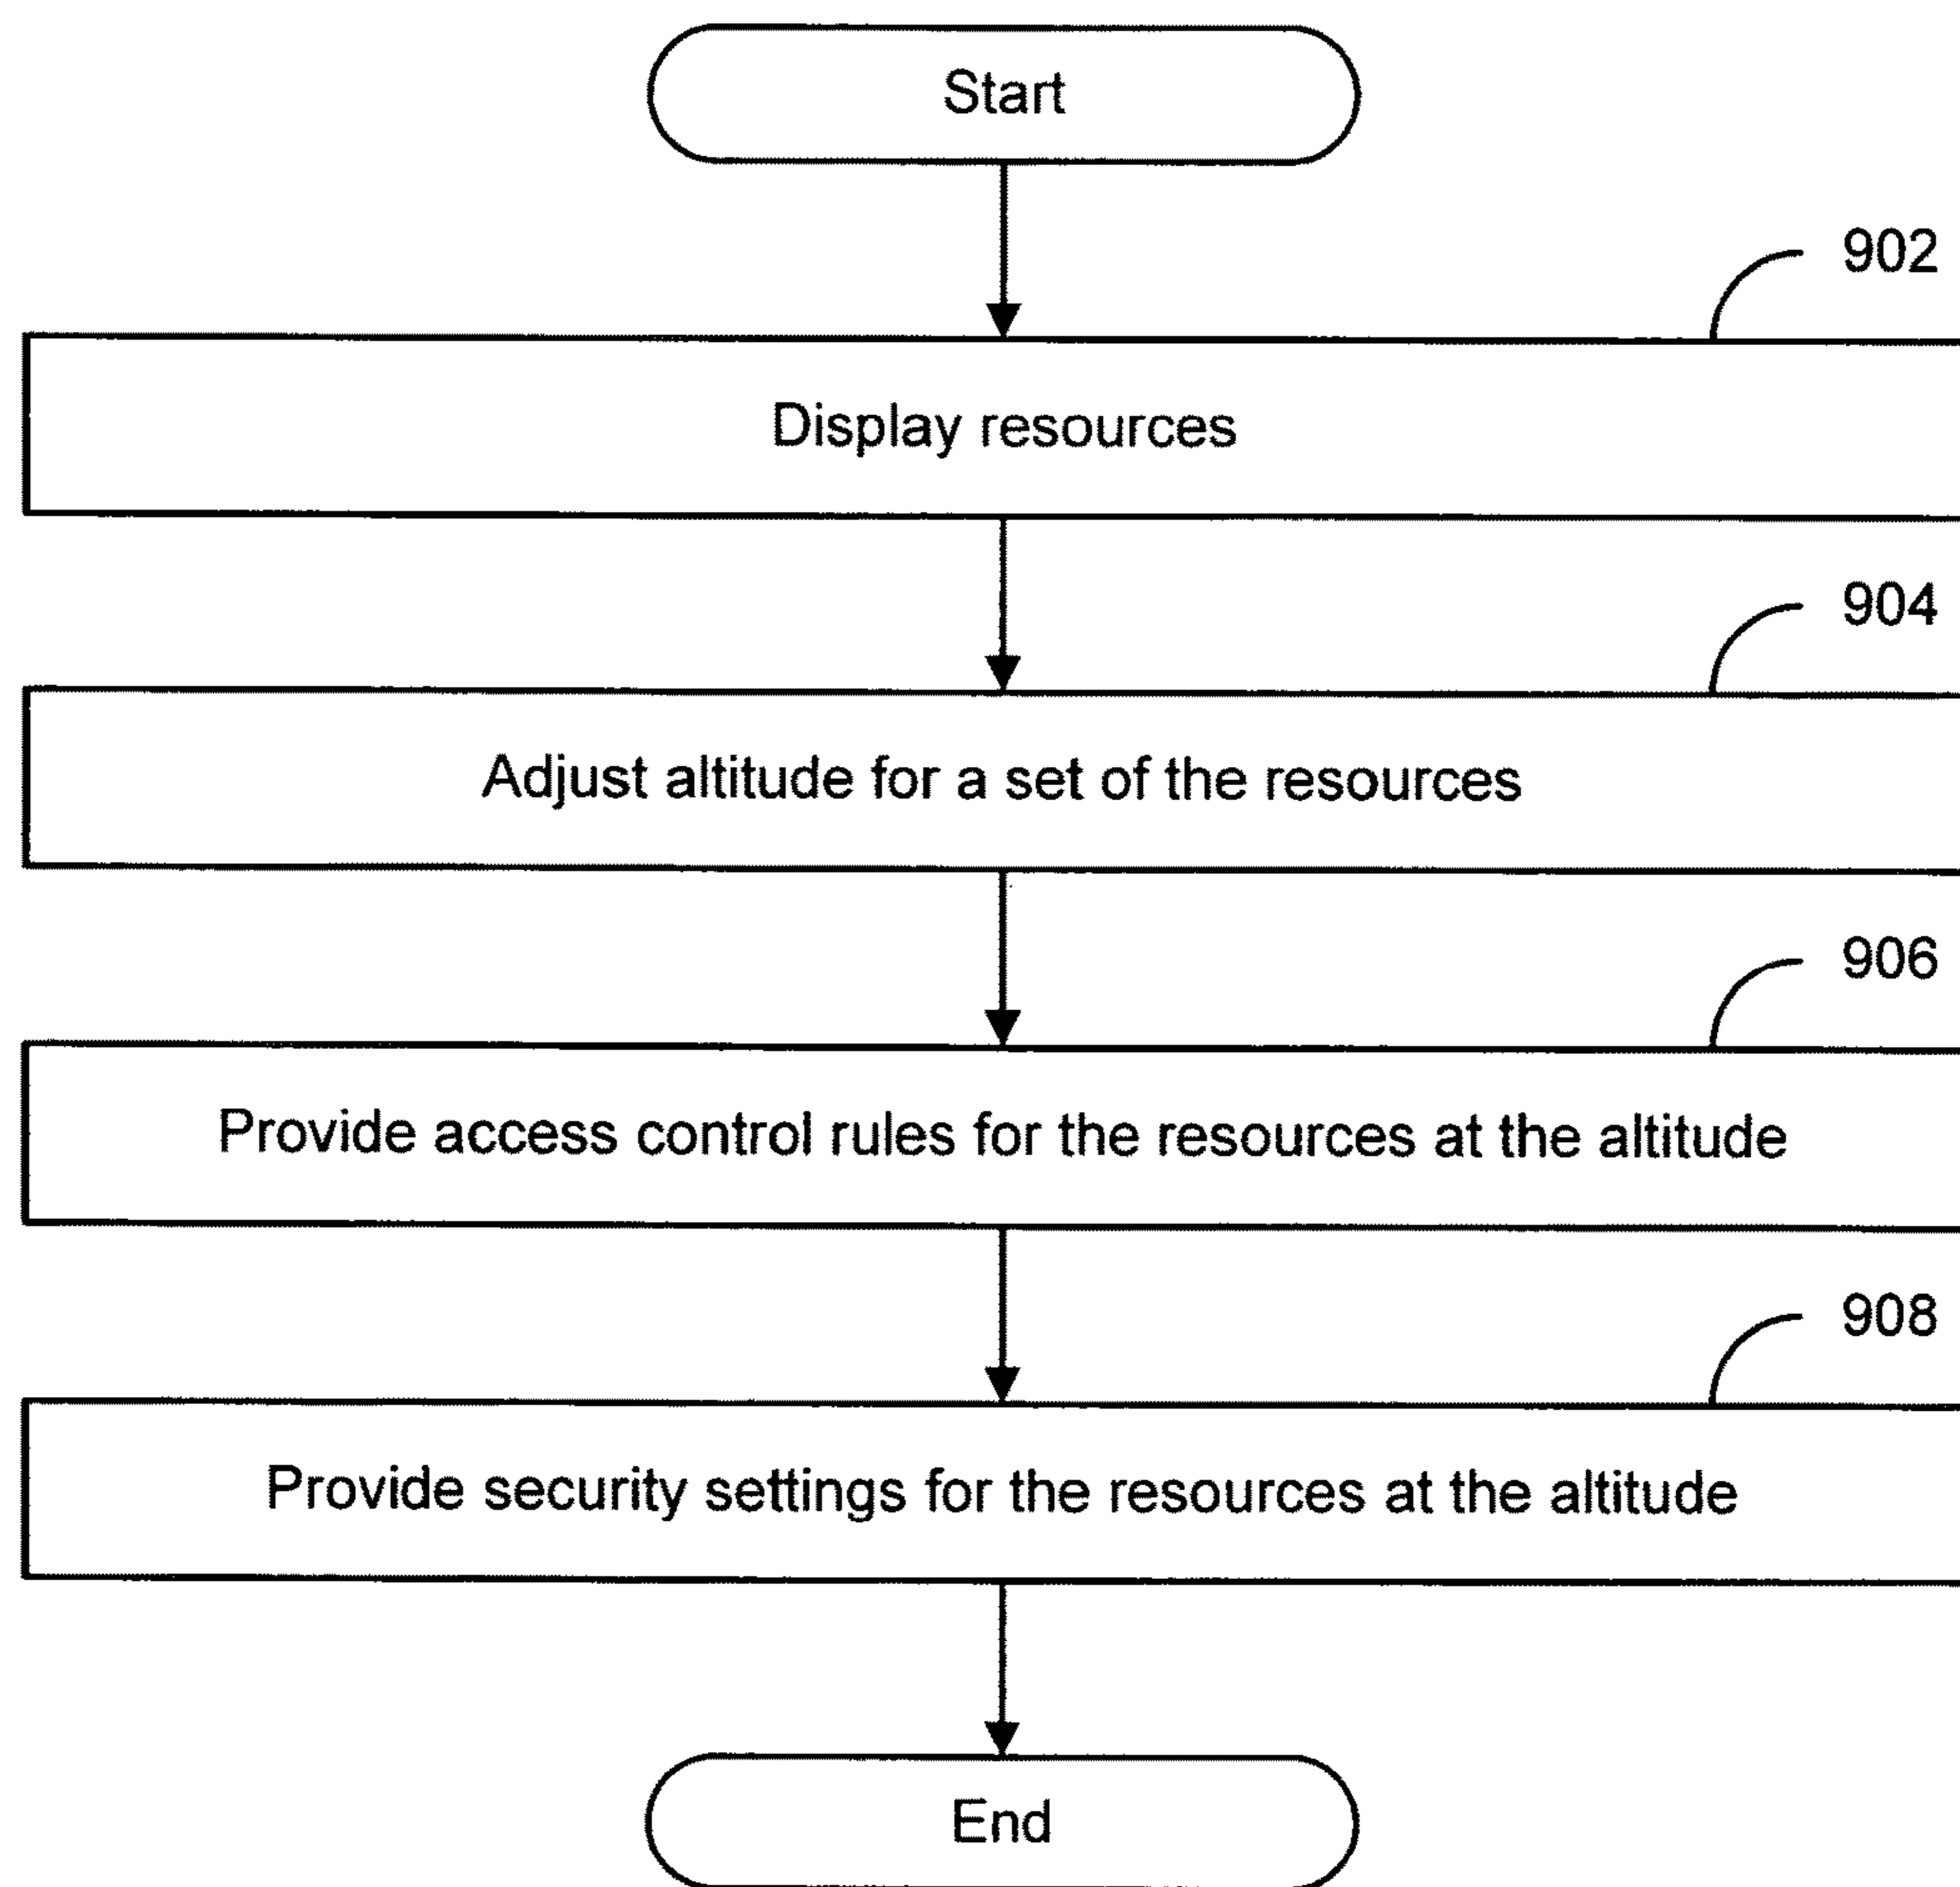 Start
902
Display resources
904
Adjust altitude for a set of the resources
906
Provide access control rules for the resources at the altitude
908
Provide security settings for the resources at the altitude
End